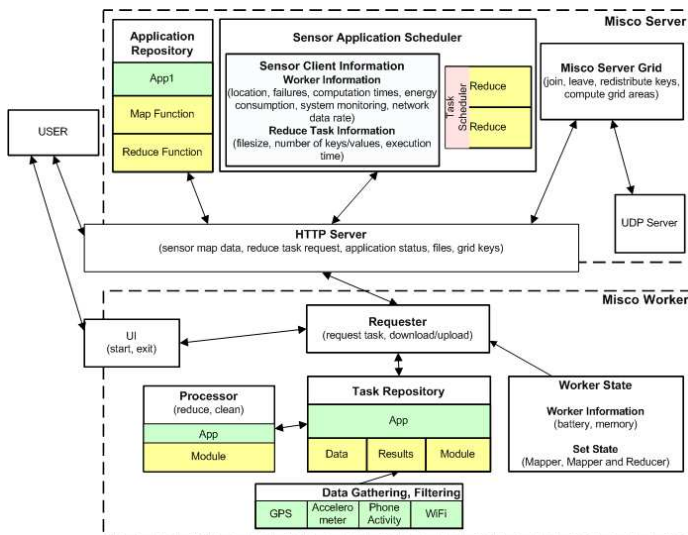 Misco Server
Application
Repository
App1
Map Function
Reduce Function
Sensor Application Scheduler
Sensor Client Information
Worker Information
(location, failures, computation times, energy
consumption, system monitoring, network
data rate)
Reduce Task Information
(filesize, number of keys/values, execution
time)
Task
Scheduler
Reduce
Reduce
Misco Server Grid
(join, leave, redistribute keys,
compute grid areas)
USER
UDP Server
HTTP Server
(sensor map data, reduce task request, application status, files, grid keys)
Misco Worker
UI
(start, exit)
Requester
(request task, download/upload)
Processor
(reduce, clean)
App
Module
Task Repository
App
Data
Results
Module
Worker State
Worker Information
(battery, memory)
Set State
(Mapper, Mapper and Reducer)
Data Gathering, Filtering
GPS
Accelero
meter
Phone
Activity
WiFi